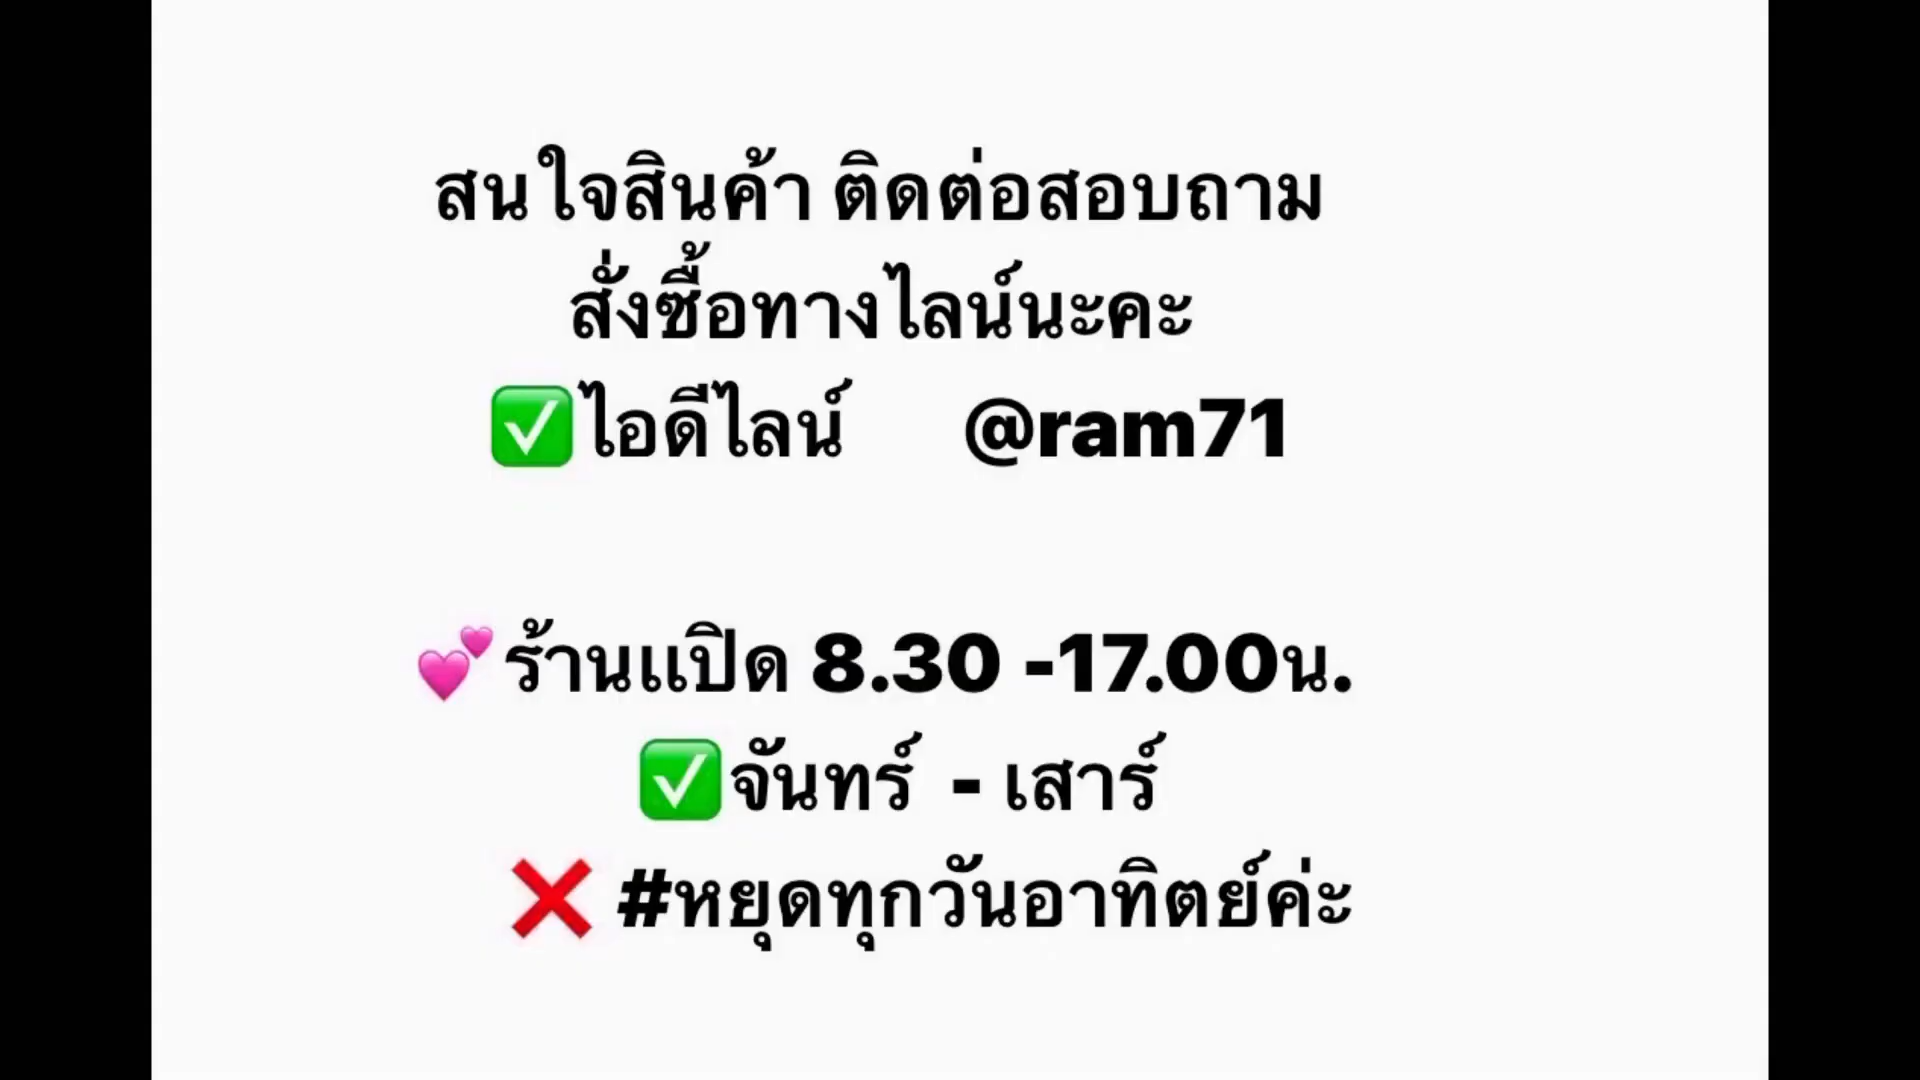 สนใจสินค้า ติดต่อสอบถาม
สั่งซื้อทางไลน์นะคะ
✅ไอดีไลน์ @ram71
💕ร้านเปิด 8.30 -17.00น.
✅จันทร์ - เสาร์
❌ #หยุดทุกวันอาทิตย์ค่ะ